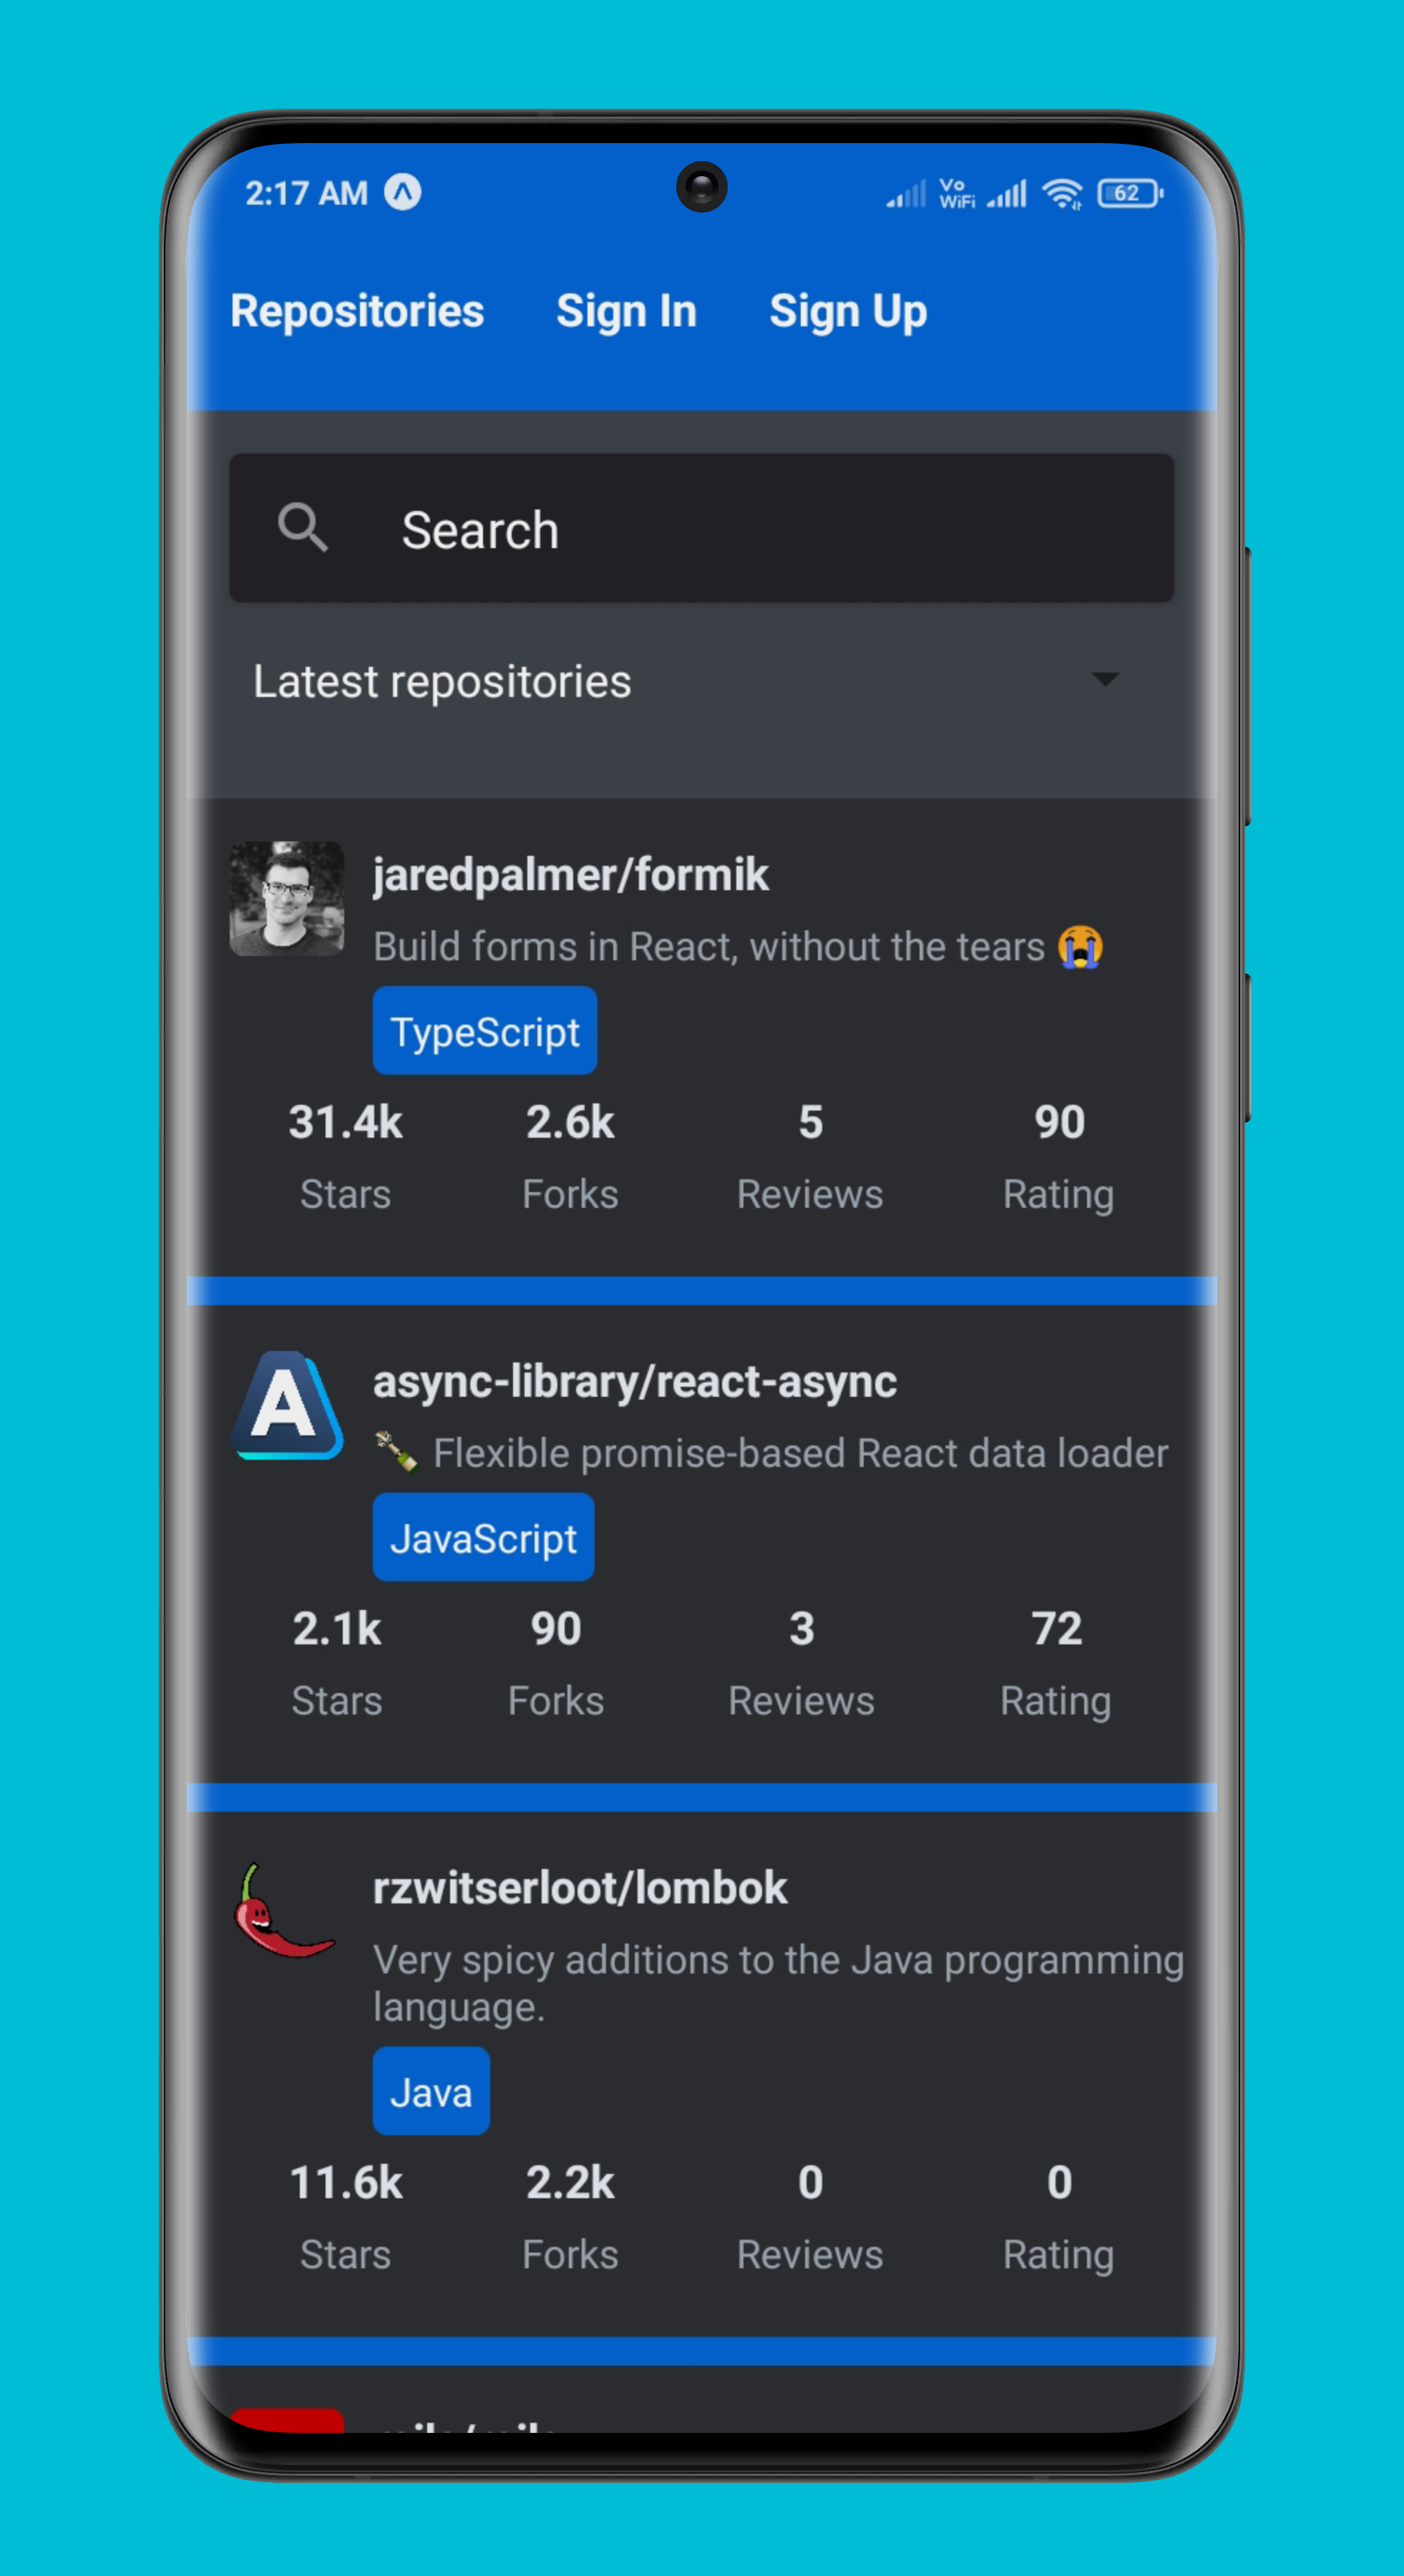 2:17 AM
Vo
WiFi
62
Repositories Sign In Sign Up
Search
Latest repositories
jaredpalmer/formik
Build forms in React, without the tears 😭
TypeScript
31.4k 2.6k 5 90
Stars Forks Reviews Rating
A
async-library/react-async
🍾 Flexible promise-based React data loader
JavaScript
2.1k 90 3 72
Stars Forks Reviews Rating
rzwitserloot/lombok
Very spicy additions to the Java programming
language.
Java
11.6k 2.2k 0 0
Stars Forks Reviews Rating